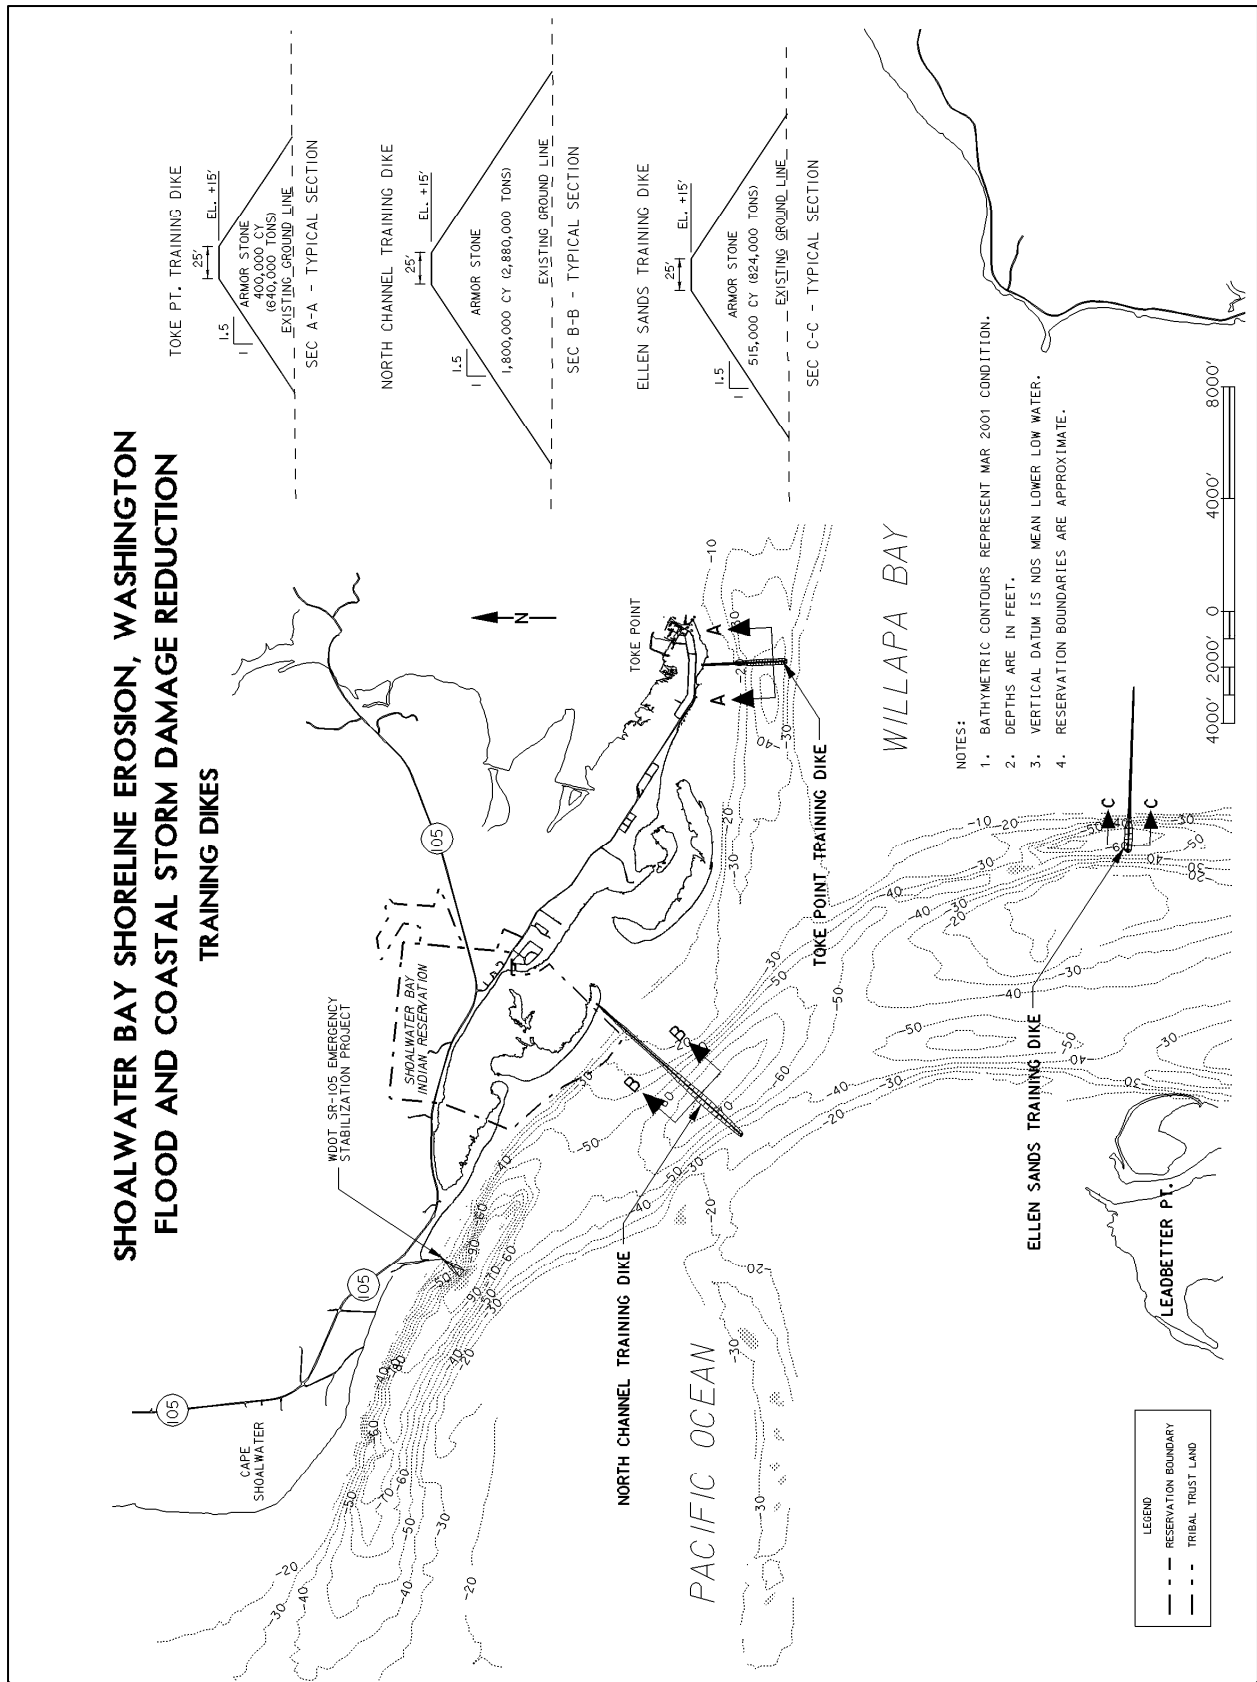 SHOALWATER BAY SHORELINE EROSION, WASHINGTON
FLOOD AND COASTAL STORM DAMAGE REDUCTION
TRAINING DIKES
TOKE PT. TRAINING DIKE
25'
EL. +15'
1.5
1
ARMOR STONE
400,000 CY
(640,000 TONS)
EXISTING GROUND LINE
SEC A-A - TYPICAL SECTION
NORTH CHANNEL TRAINING DIKE
25'
EL. +15'
1.5
1
ARMOR STONE
1,800,000 CY (2,880,000 TONS)
EXISTING GROUND LINE
SEC B-B - TYPICAL SECTION
ELLEN SANDS TRAINING DIKE
25'
EL. +15'
1.5
1
ARMOR STONE
515,000 CY (824,000 TONS)
EXISTING GROUND LINE
SEC C-C - TYPICAL SECTION
105
105
105
CAPE
SHOALWATER
WDOT SR-105 EMERGENCY
STABILIZATION PROJECT
SHOALWATER BAY
INDIAN RESERVATION
N
TOKE POINT
A
A
B
B
C
C
NORTH CHANNEL TRAINING DIKE
TOKE POINT TRAINING DIKE
ELLEN SANDS TRAINING DIKE
PACIFIC OCEAN
WILLAPA BAY
LEADBETTER PT.
-10
-20
-30
-40
-50
-60
-70
-90
NOTES:
1. BATHYMETRIC CONTOURS REPRESENT MAR 2001 CONDITION.
2. DEPTHS ARE IN FEET.
3. VERTICAL DATUM IS NOS MEAN LOWER LOW WATER.
4. RESERVATION BOUNDARIES ARE APPROXIMATE.
4000' 2000' 0 4000' 8000'
LEGEND
RESERVATION BOUNDARY
TRIBAL TRUST LAND